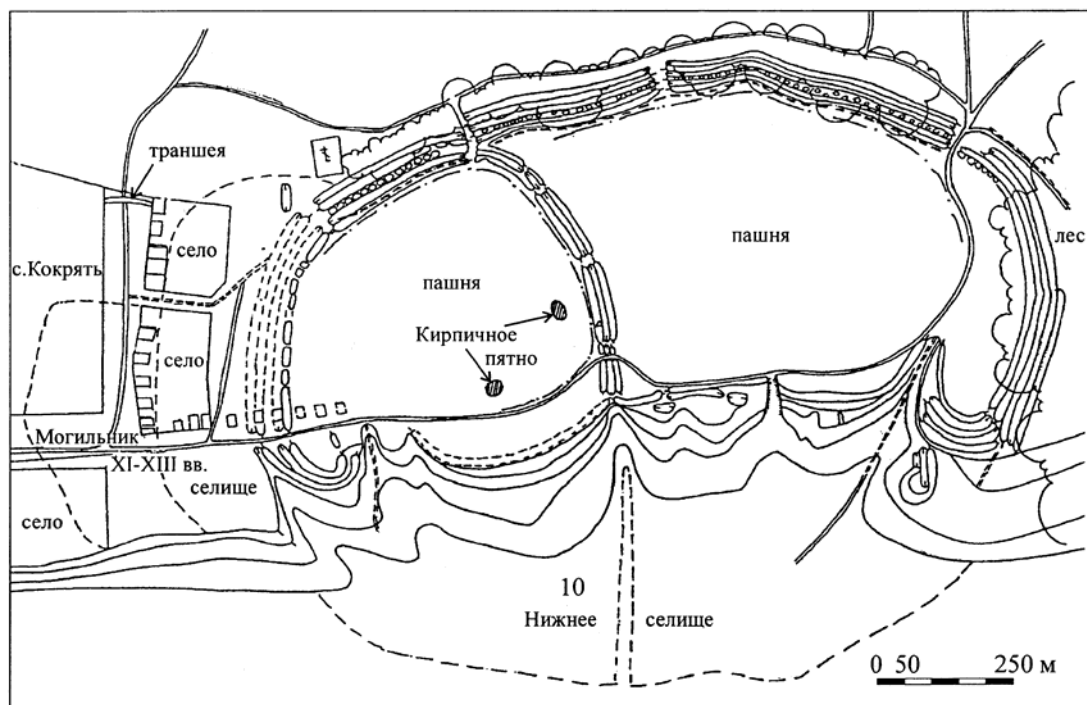 траншея
село
с.Кокрять
пашня
лес
пашня
Кирпичное
пятно
село
Могильник
XI-XIII вв.
селище
село
10
Нижнее селище
0 50 250 м